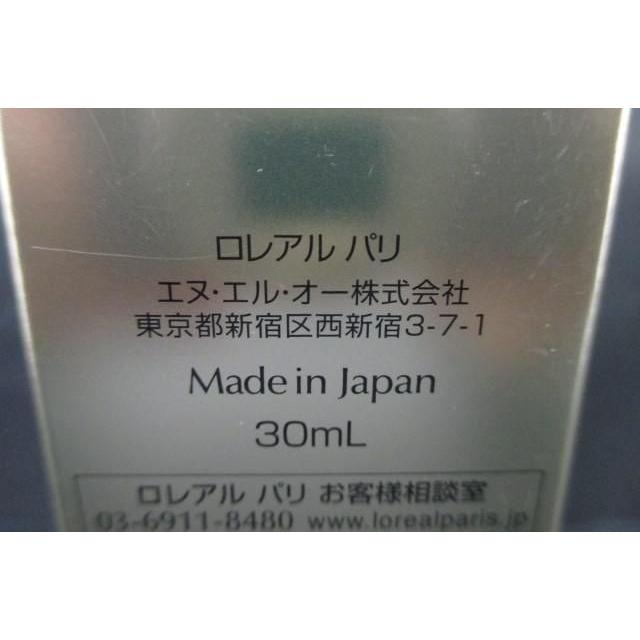 ロレアル パリ
エヌ・エル・オー株式会社
東京都新宿区西新宿3-7-1
Made in Japan
30mL
ロレアル パリ お客様相談室
03-6911-8480 www.lorealparis.jp